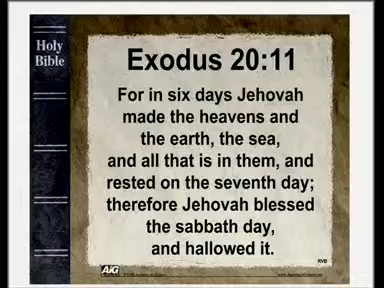 Holy
Bible
Exodus 20:11
For in six days Jehovah
made the heavens and
the earth, the sea,
and all that is in them, and
rested on the seventh day;
therefore Jehovah blessed
the sabbath day,
and hallowed it.
RVB
AiG